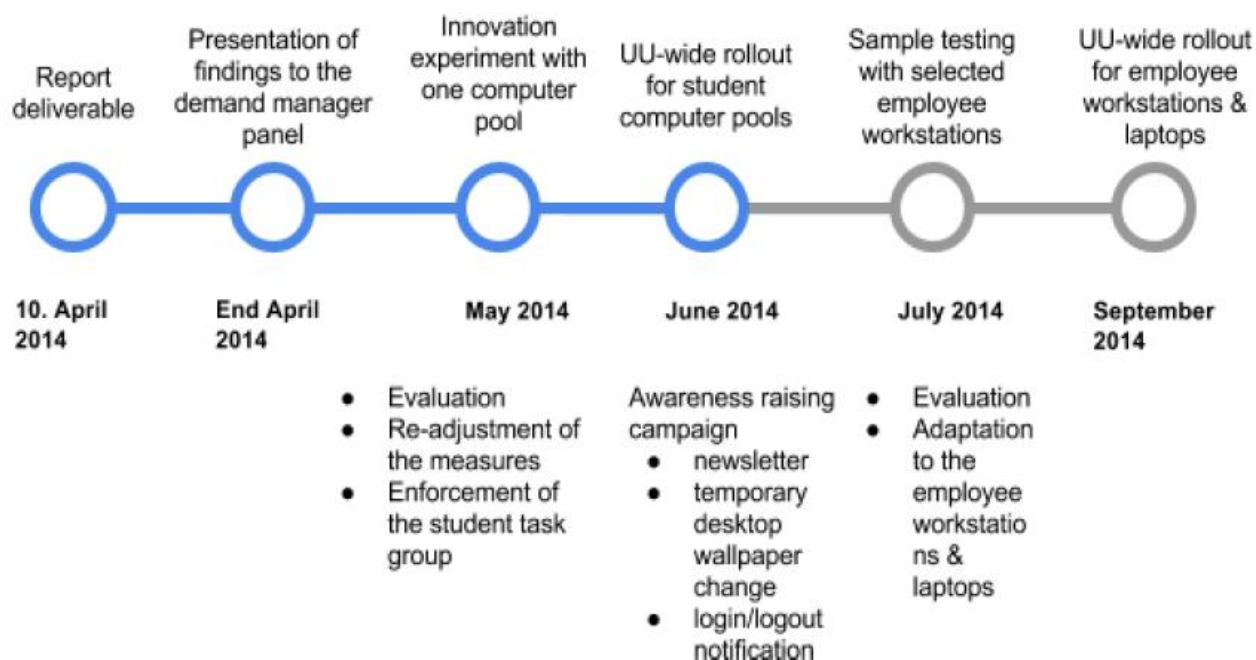 Report
deliverable
Presentation of
findings to the
demand manager
panel
Innovation
experiment with
one computer
pool
UU-wide rollout
for student
computer pools
Sample testing
with selected
employee
workstations
UU-wide rollout
for employee
workstations &
laptops
10. April
2014
End April
2014
May 2014
June 2014
July 2014
September
2014
● Evaluation
● Re-adjustment of
the measures
● Enforcement of
the student task
group
Awareness raising
campaign
● newsletter
● temporary
desktop
wallpaper
change
● login/logout
notification
● Evaluation
● Adaptation
to the
employee
workstatio
ns &
laptops